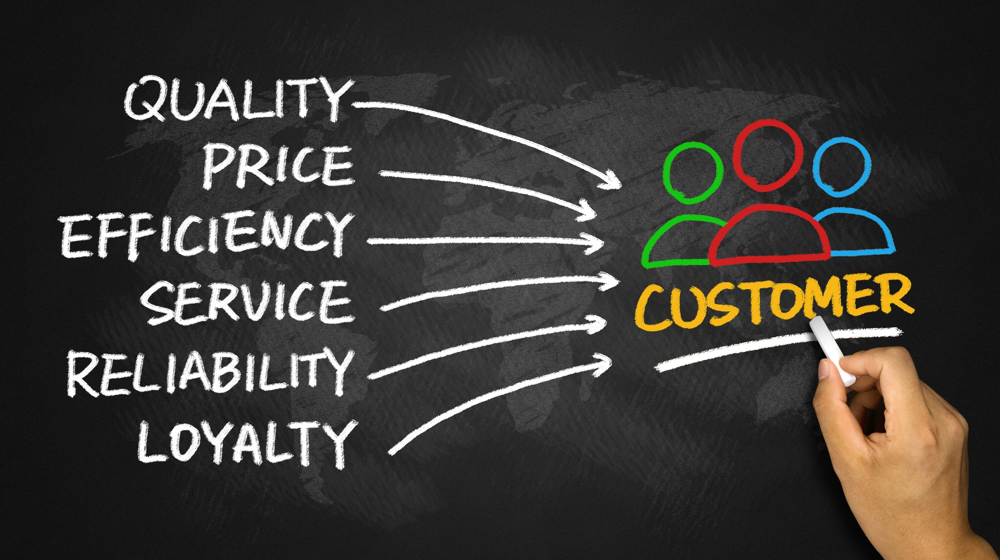 QUALITY
PRICE
EFFICIENCY
SERVICE
RELIABILITY
LOYALTY
CUSTOMER